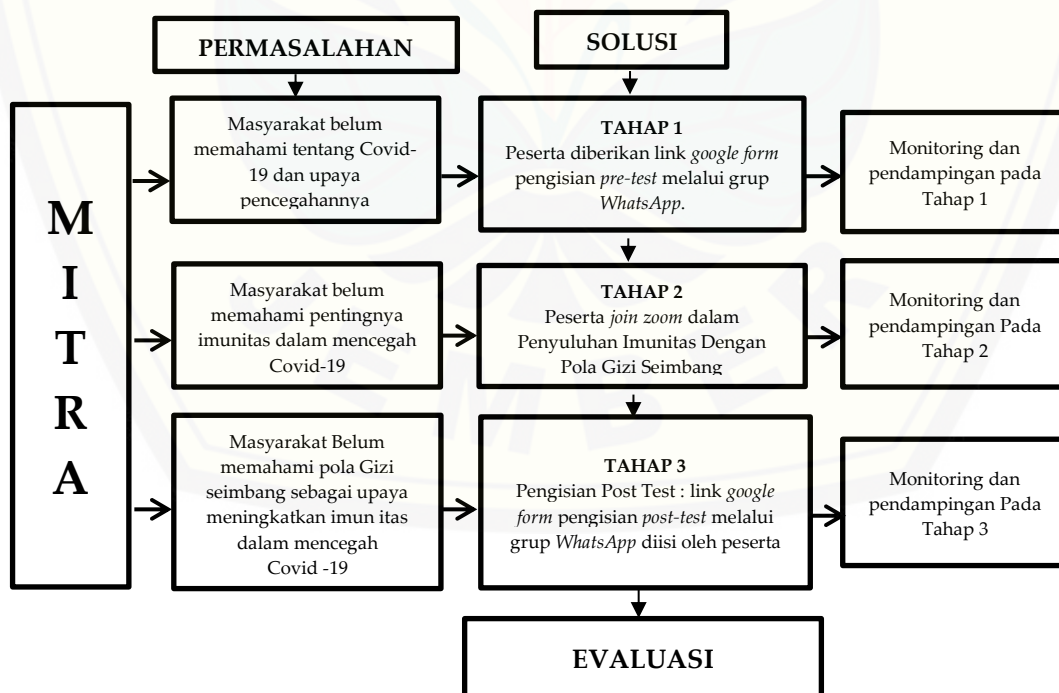 PERMASALAHAN
SOLUSI
MITRA
Masyarakat belum
memahami tentang Covid-
19 dan upaya
pencegahannya
TAHAP 1
Peserta diberikan link google form
pengisian pre-test melalui grup
WhatsApp.
Monitoring dan
pendampingan pada
Tahap 1
Masyarakat belum
memahami pentingnya
imunitas dalam mencegah
Covid-19
TAHAP 2
Peserta join zoom dalam
Penyuluhan Imunitas Dengan
Pola Gizi Seimbang
Monitoring dan
pendampingan Pada
Tahap 2
Masyarakat Belum
memahami pola Gizi
seimbang sebagai upaya
meningkatkan imun itas
dalam mencegah
Covid -19
TAHAP 3
Pengisian Post Test : link google
form pengisian post-test melalui
grup WhatsApp diisi oleh peserta
Monitoring dan
pendampingan Pada
Tahap 3
EVALUASI
JEMBER